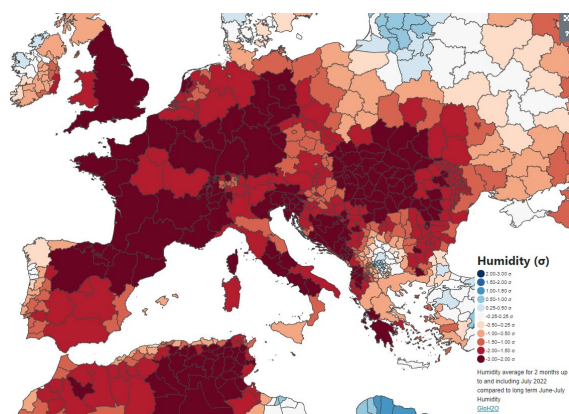 ?
Humidity (σ)
2.00-3.00 σ
1.50-2.00 σ
1.00-1.50 σ
0.50-1.00 σ
0.25-0.50 σ
-0.25-0.25 σ
-0.50--0.25 σ
-1.00--0.50 σ
-1.50--1.00 σ
-2.00--1.50 σ
-3.00--2.00 σ
Humidity average for 2 months up
to and including July 2022
compared to long term June-July
Humidity
GloH2O